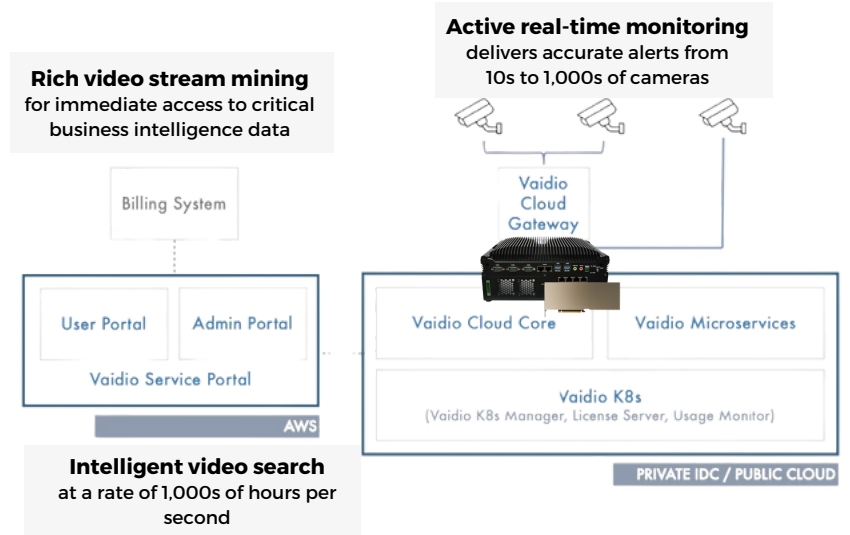 Active real-time monitoring
delivers accurate alerts from
10s to 1,000s of cameras
Rich video stream mining
for immediate access to critical
business intelligence data
Billing System
Vaidio
Cloud
Gateway
User Portal
Admin Portal
Vaidio Service Portal
AWS
Vaidio Cloud Core
Vaidio Microservices
Vaidio K8s
(Vaidio K8s Manager, License Server, Usage Monitor)
PRIVATE IDC / PUBLIC CLOUD
Intelligent video search
at a rate of 1,000s of hours per
second